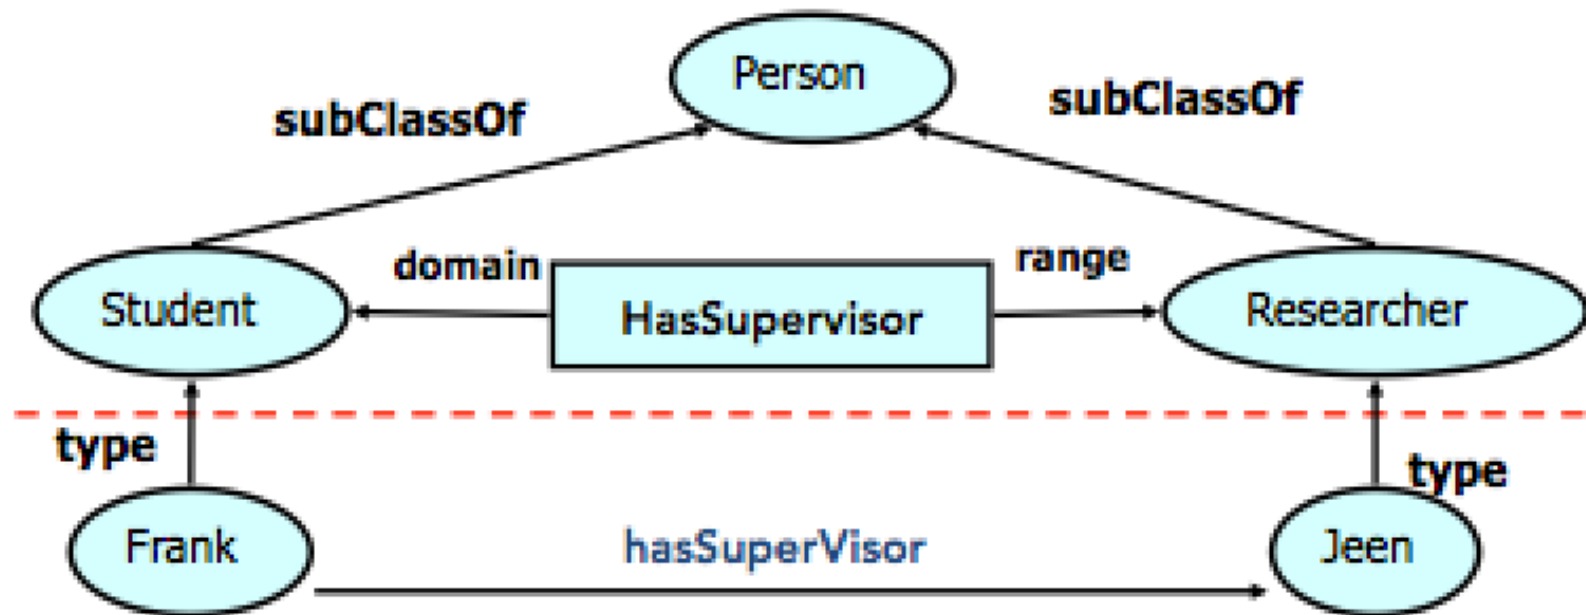 Person
subClassOf
subClassOf
domain
range
Student
HasSupervisor
Researcher
type
type
Frank
hasSuperVisor
Jeen